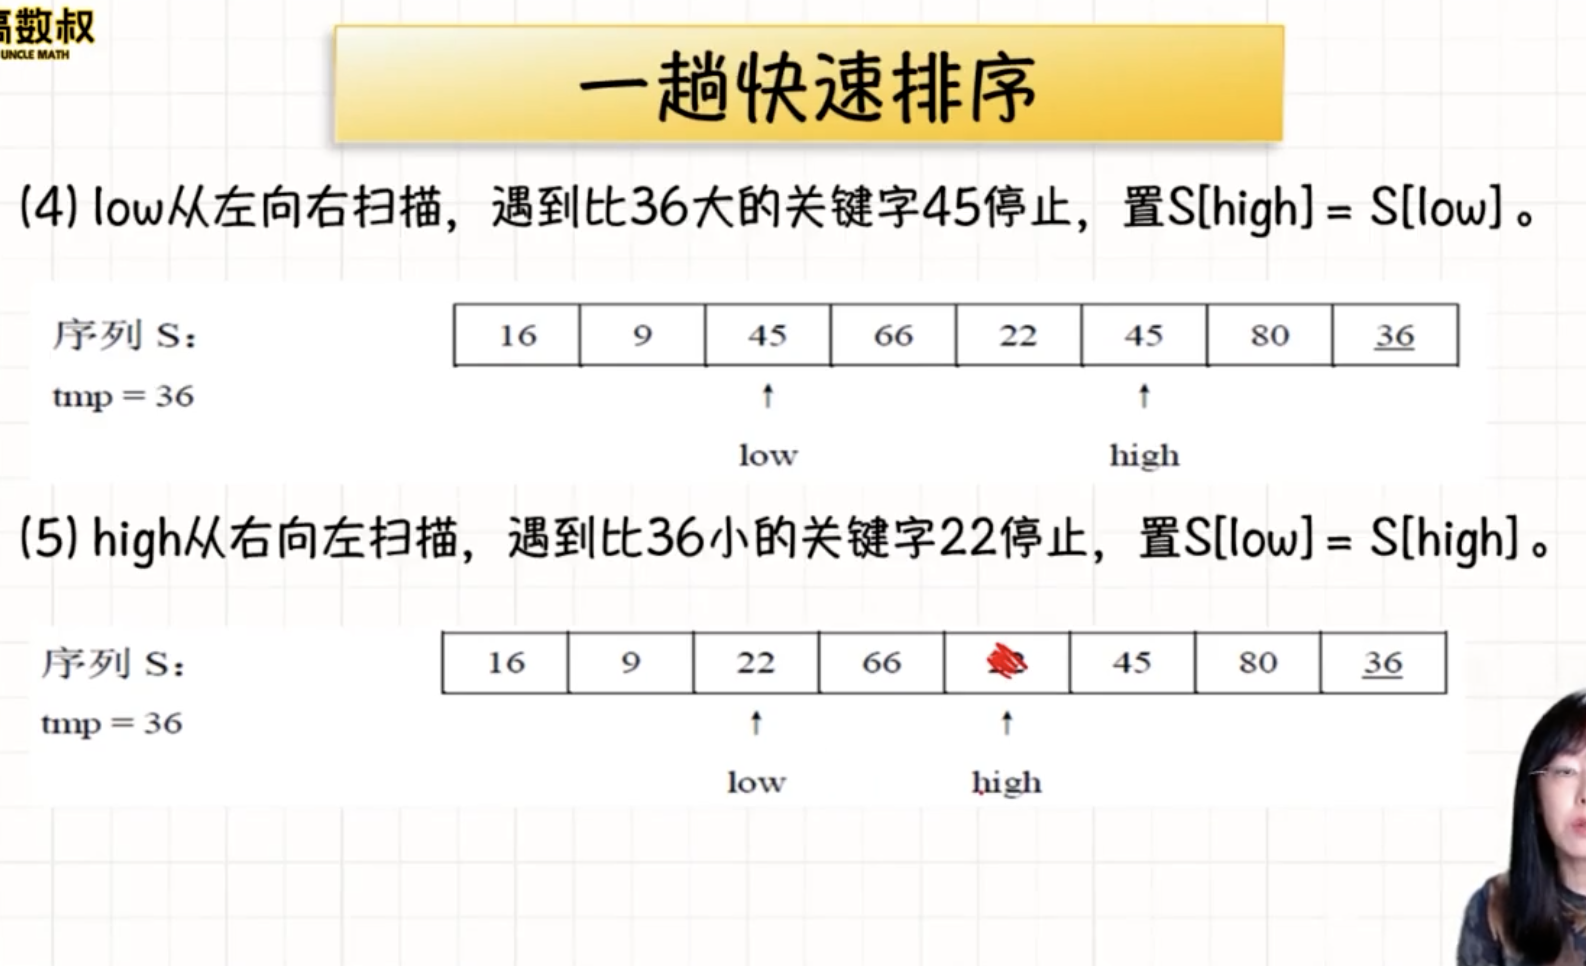 高数叔
UNCLE MATH
一趟快速排序
(4) low从左向右扫描，遇到比36大的关键字45停止，置S[high] = S[low]。
序列 S：
16 9 45 66 22 45 80 36
tmp = 36
low high
(5) high从右向左扫描，遇到比36小的关键字22停止，置S[low] = S[high]。
序列 S：
16 9 22 66 45 80 36
tmp = 36
low high